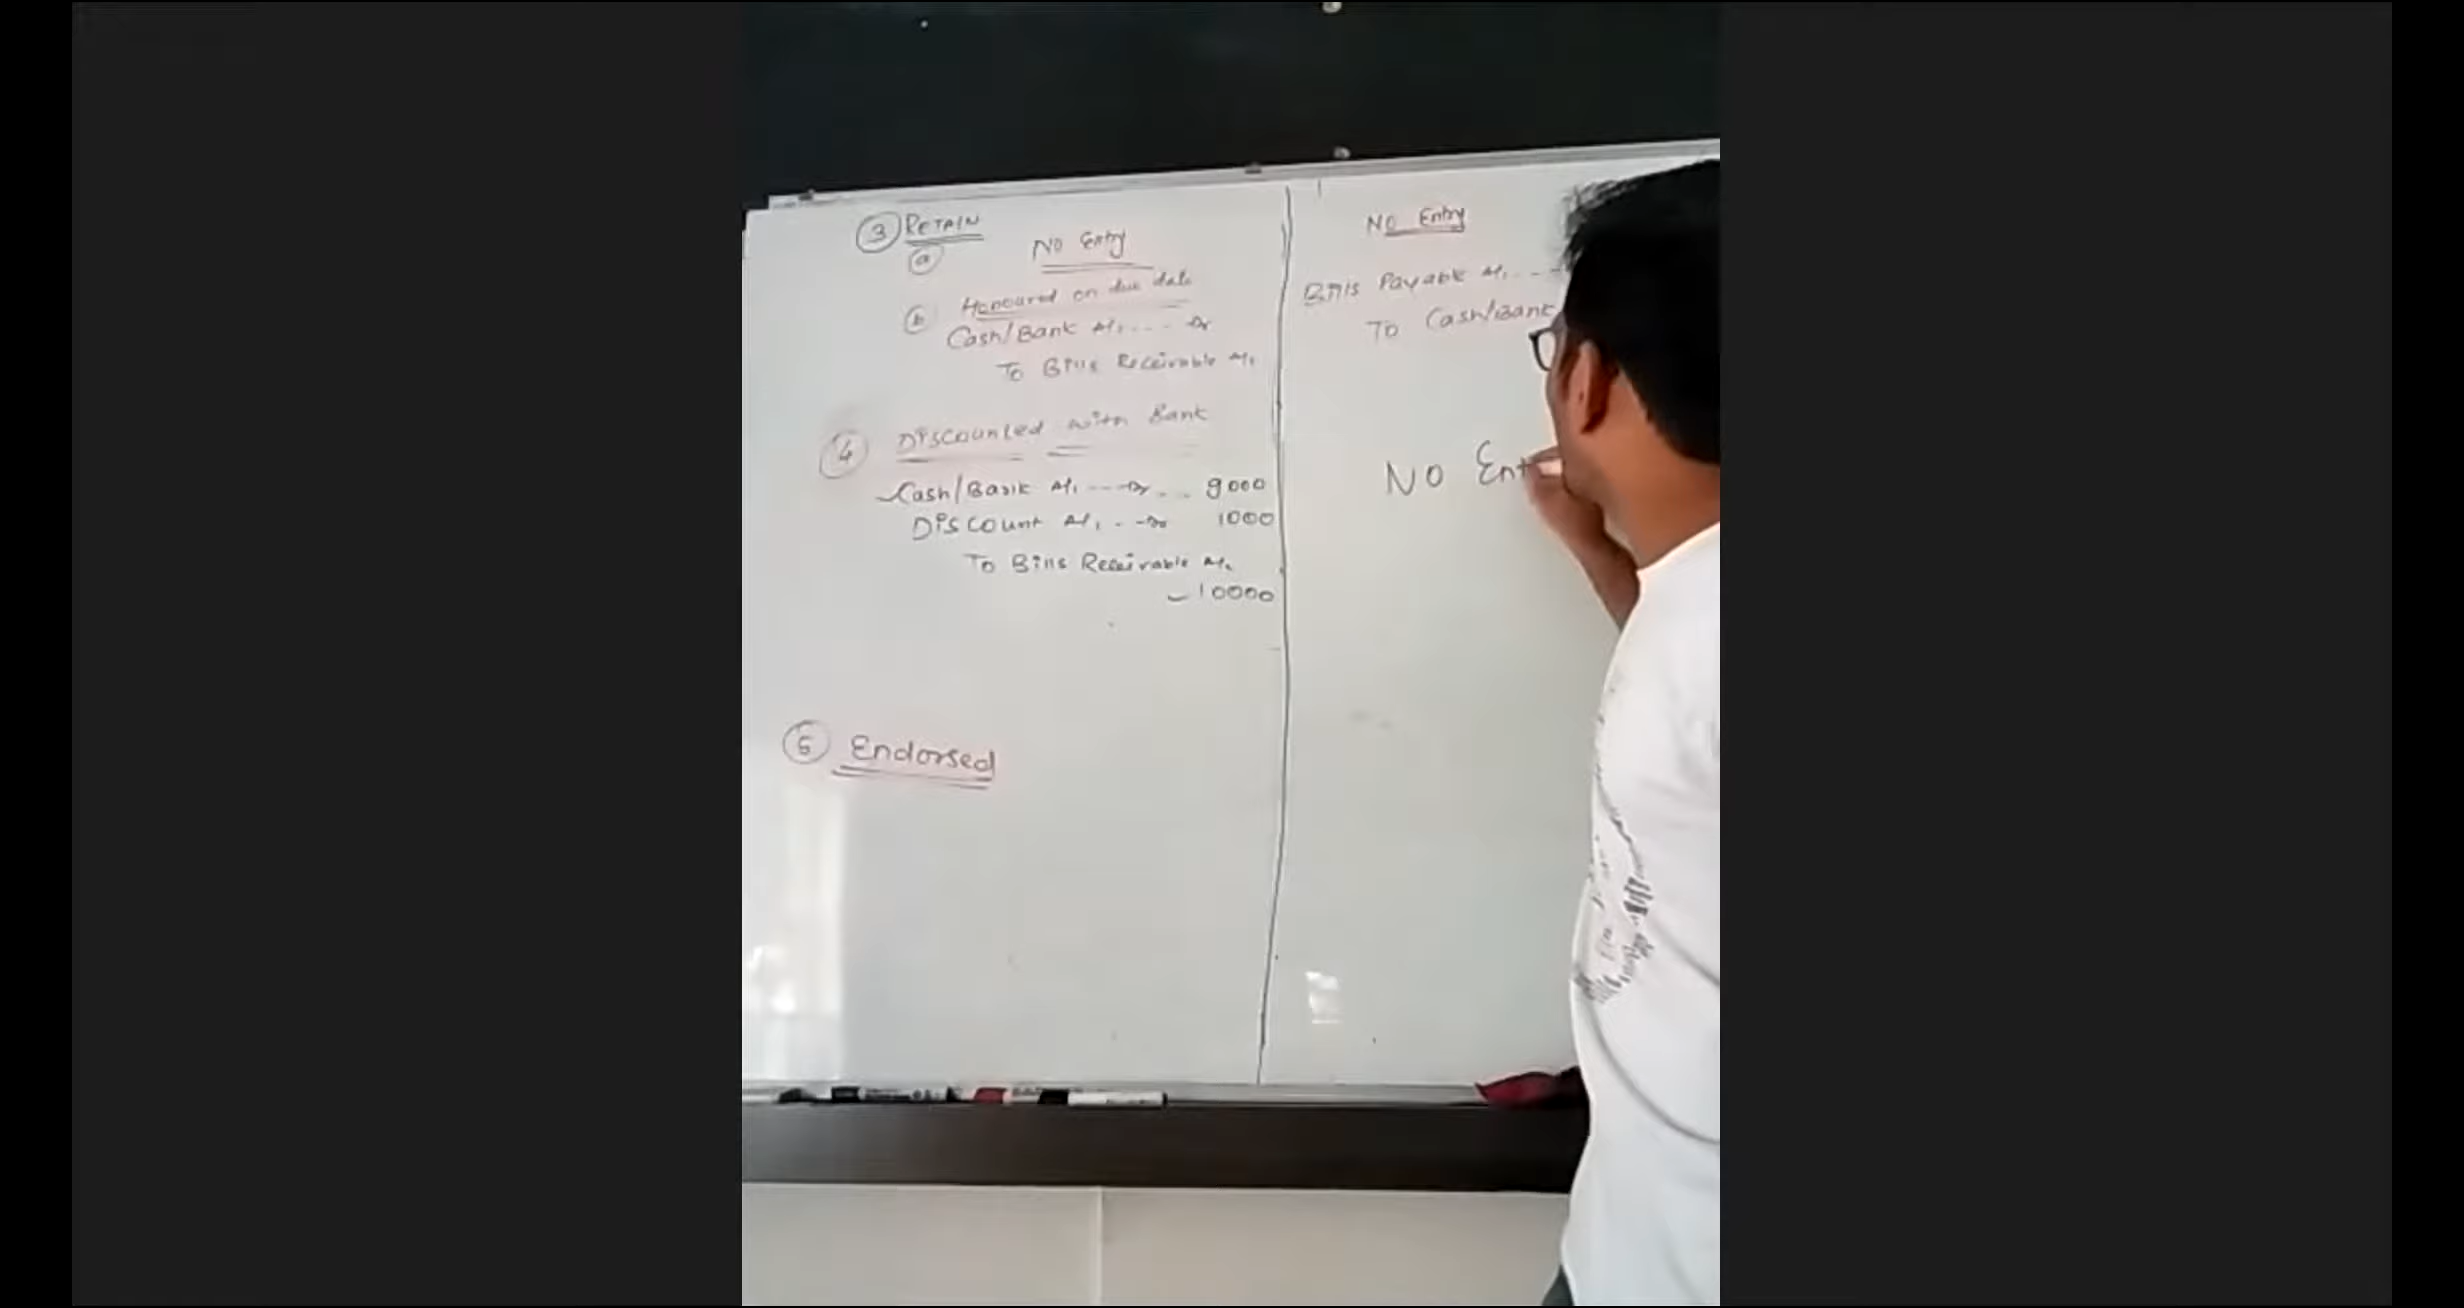 3 RETAIN
a No Entry
b Honoured on due date
Cash/Bank A/c .... Dr
To Bills Receivable A/c
4 Discounted with Bank
Cash/Bank A/c ---Dr... 9000
Discount A/c ..Dr 1000
To Bills Receivable A/c
10000
5 Endorsed
No Entry
Bills Payable A/c ---
To Cash/Bank
No Ent